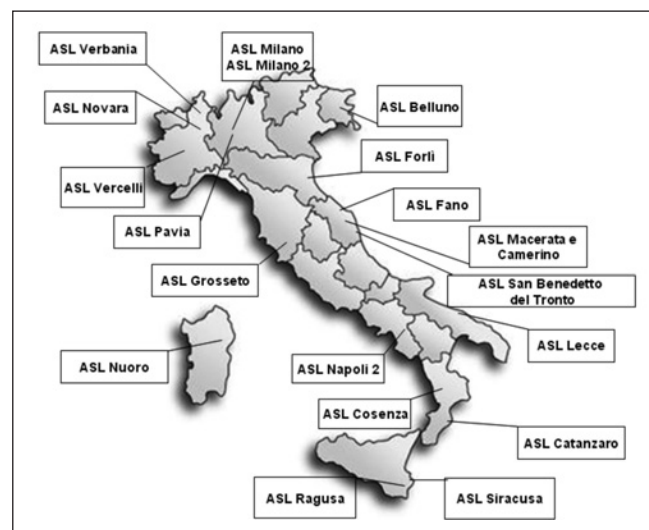 ASL Verbania
ASL Milano
ASL Milano 2
ASL Novara
ASL Belluno
ASL Forlì
ASL Vercelli
ASL Fano
ASL Pavia
ASL Macerata e
Camerino
ASL Grosseto
ASL San Benedetto
del Tronto
ASL Lecce
ASL Nuoro
ASL Napoli 2
ASL Cosenza
ASL Catanzaro
ASL Ragusa
ASL Siracusa